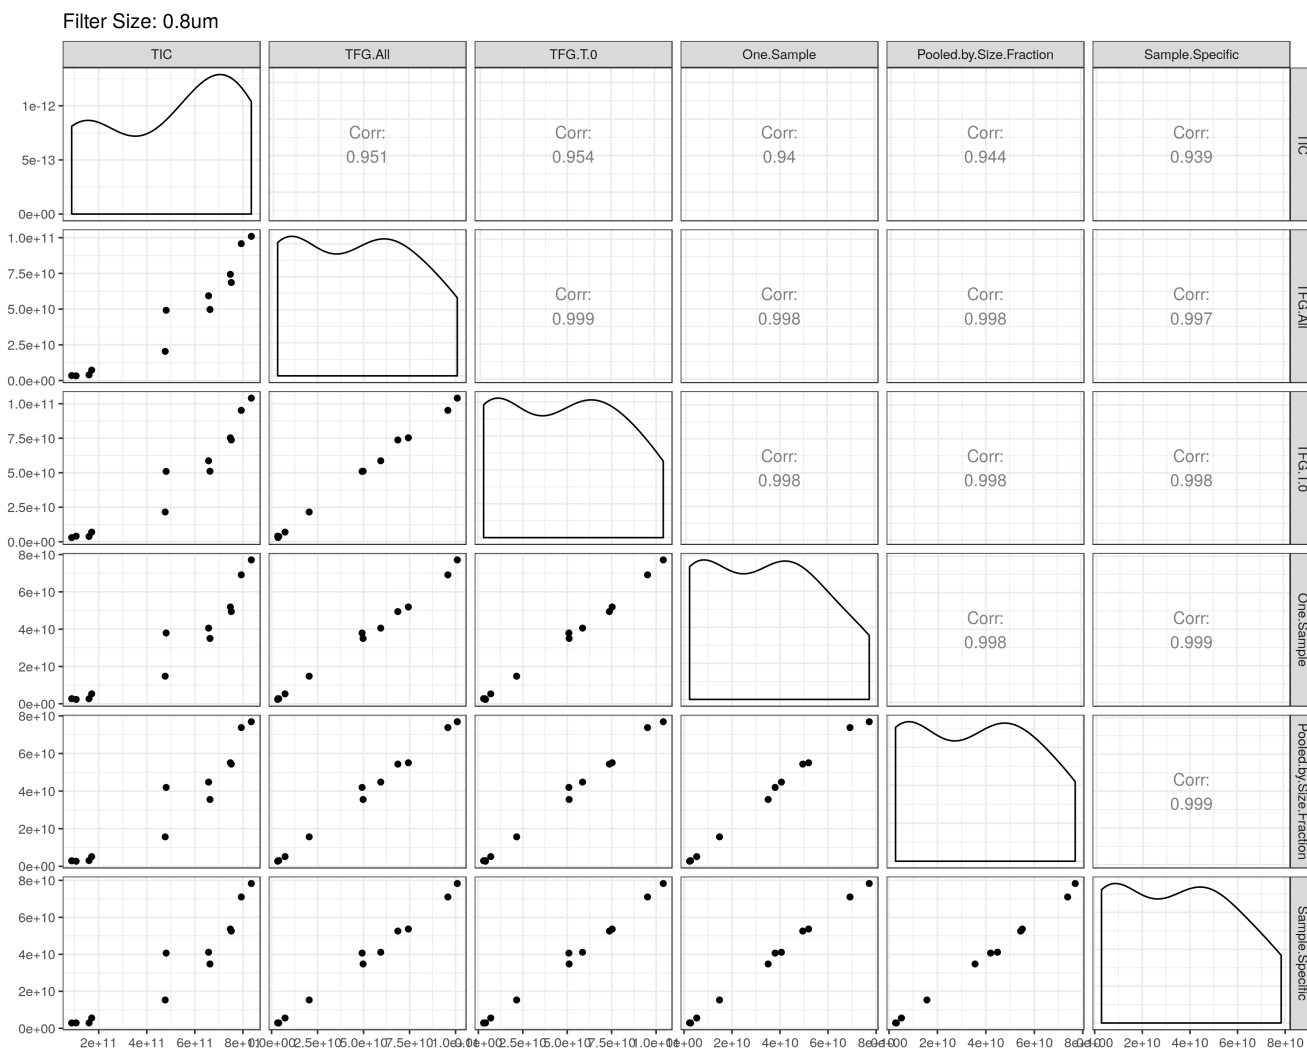 Filter Size: 0.8um
TIC TFG.All TFG.T.0 One.Sample Pooled.by.Size.Fraction Sample.Specific
1e-12
5e-13
0e+00
Corr:
0.951
Corr:
0.954
Corr:
0.94
Corr:
0.944
Corr:
0.939
TIC
1.0e+11
7.5e+10
5.0e+10
2.5e+10
0.0e+00
Corr:
0.999
Corr:
0.998
Corr:
0.998
Corr:
0.997
TFG.All
1.0e+11
7.5e+10
5.0e+10
2.5e+10
0.0e+00
Corr:
0.998
Corr:
0.998
Corr:
0.998
TFG.T.0
8e+10
6e+10
4e+10
2e+10
0e+00
Corr:
0.998
Corr:
0.999
One.Sample
8e+10
6e+10
4e+10
2e+10
0e+00
Corr:
0.999
Pooled.by.Size.Fraction
8e+10
6e+10
4e+10
2e+10
0e+00
Sample.Specific
2e+11 4e+11 6e+11 8e+11 0.0e+00 2.5e+10 5.0e+10 7.5e+10 1.0e+11 0.0e+00 2.5e+10 5.0e+10 7.5e+10 1.0e+11 0e+00 2e+10 4e+10 6e+10 8e+10 0e+00 2e+10 4e+10 6e+10 8e+10 0e+00 2e+10 4e+10 6e+10 8e+10